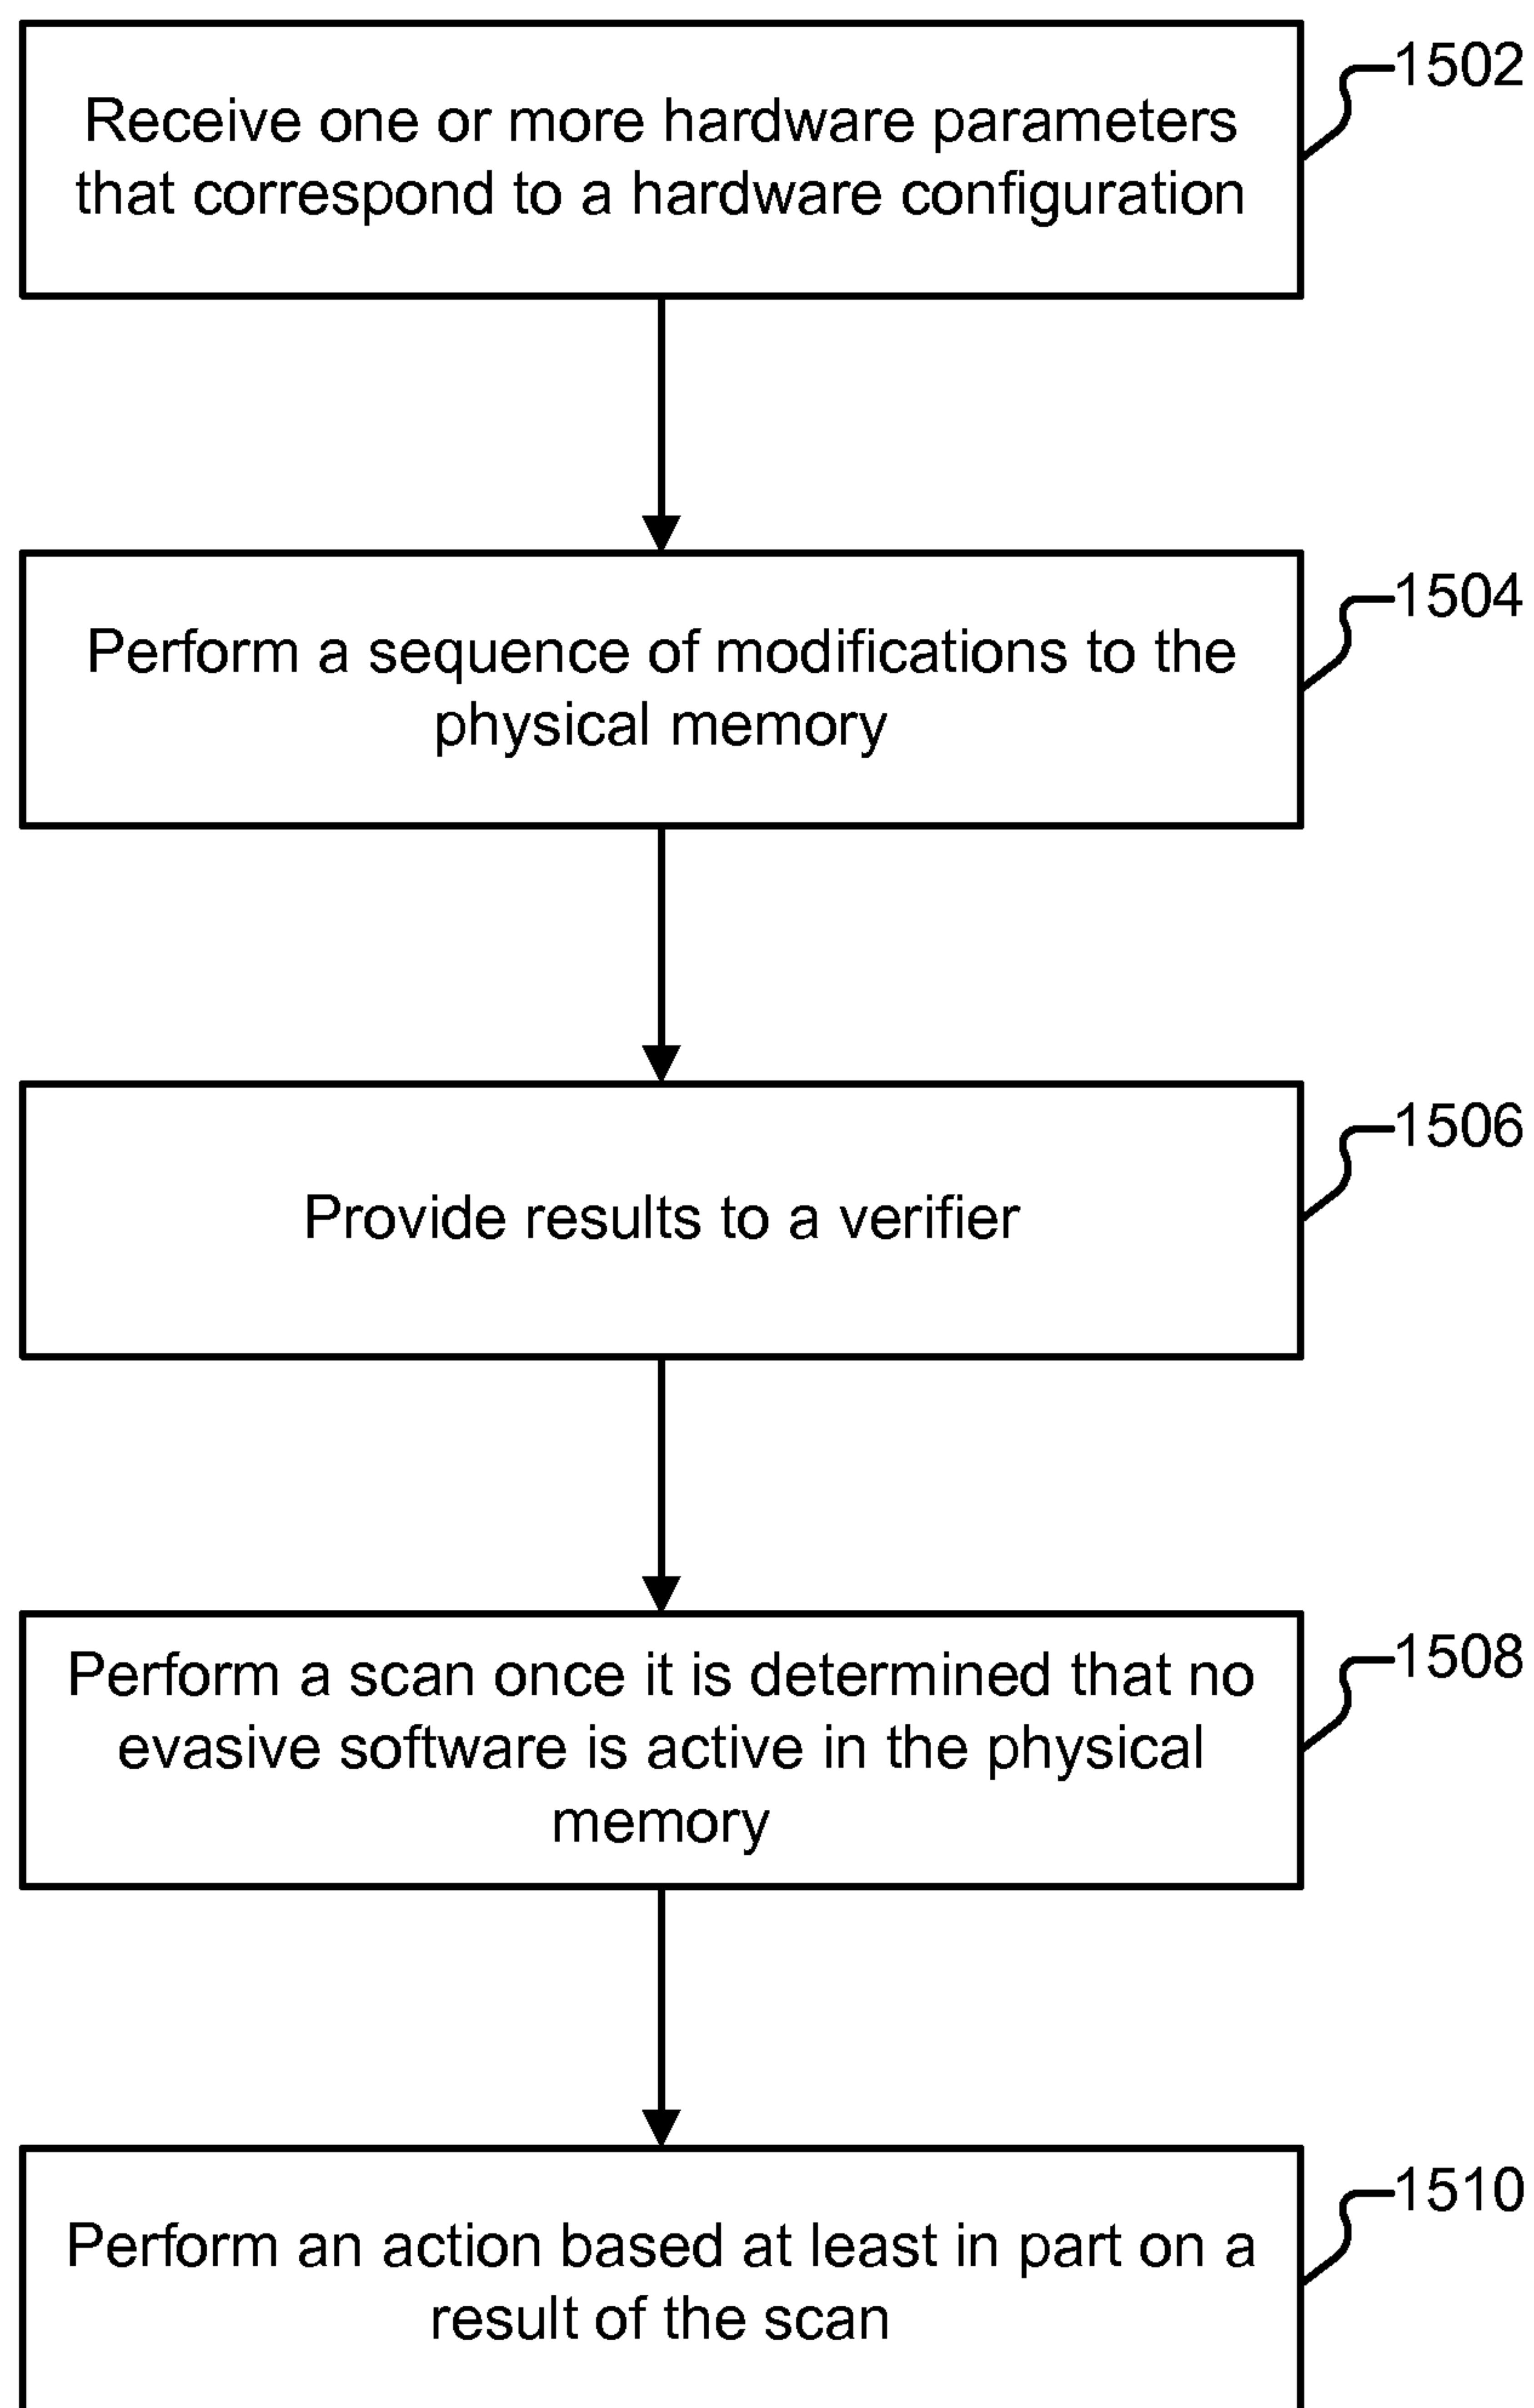 1502
Receive one or more hardware parameters
that correspond to a hardware configuration
1504
Perform a sequence of modifications to the
physical memory
1506
Provide results to a verifier
1508
Perform a scan once it is determined that no
evasive software is active in the physical
memory
1510
Perform an action based at least in part on a
result of the scan